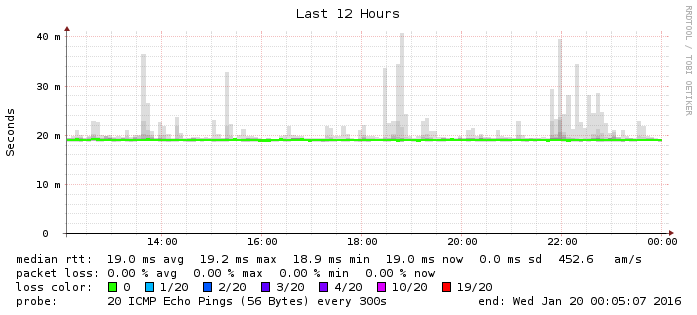 Last 12 Hours
RRDTOOL / TOBI OETIKER
Seconds
40 m
30 m
20 m
10 m
0
14:00 16:00 18:00 20:00 22:00 00:00
median rtt: 19.0 ms avg 19.2 ms max 18.9 ms min 19.0 ms now 0.0 ms sd 452.6 am/s
packet loss: 0.00 % avg 0.00 % max 0.00 % min 0.00 % now
loss color: 0 1/20 2/20 3/20 4/20 10/20 19/20
probe: 20 ICMP Echo Pings (56 Bytes) every 300s end: Wed Jan 20 00:05:07 2016